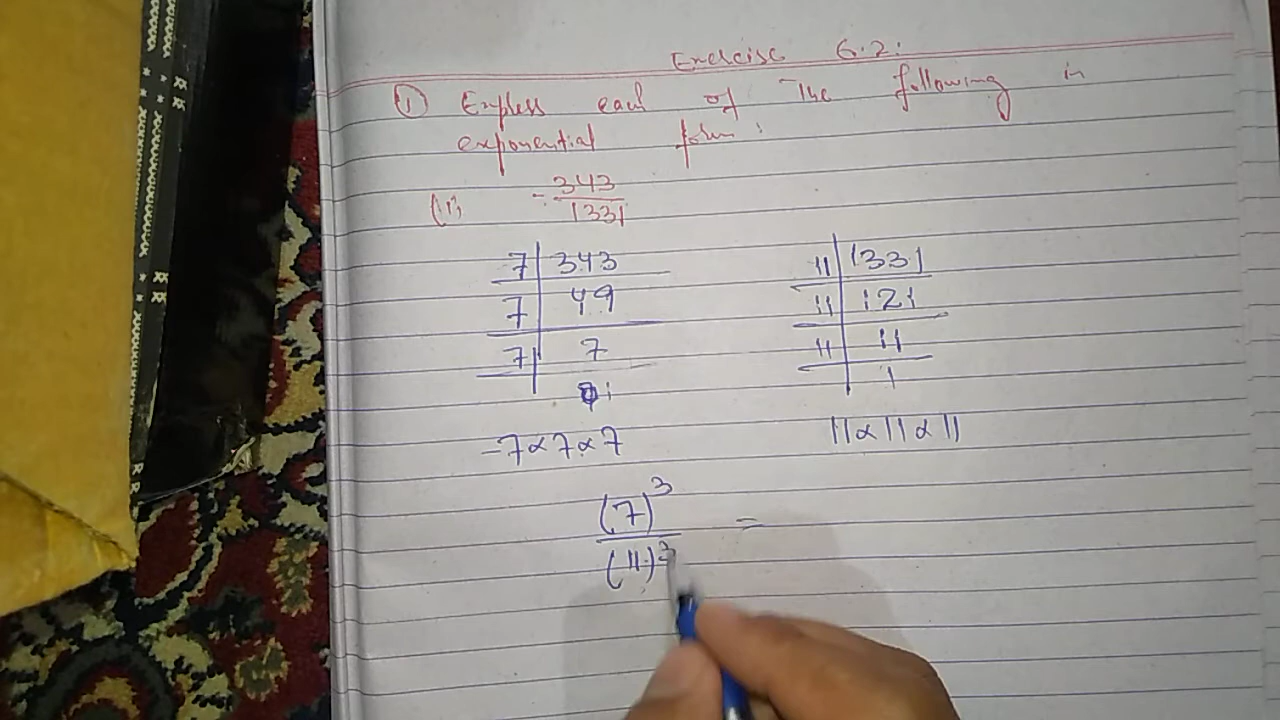 Exercise 6.2:
① Express each of the following in
exponential form:
(i) -343/1331
7 | 343
7 | 49
7 | 7
1
11 | 1331
11 | 121
11 | 11
1
-7×7×7
11×11×11
(7)³/(11)³ =